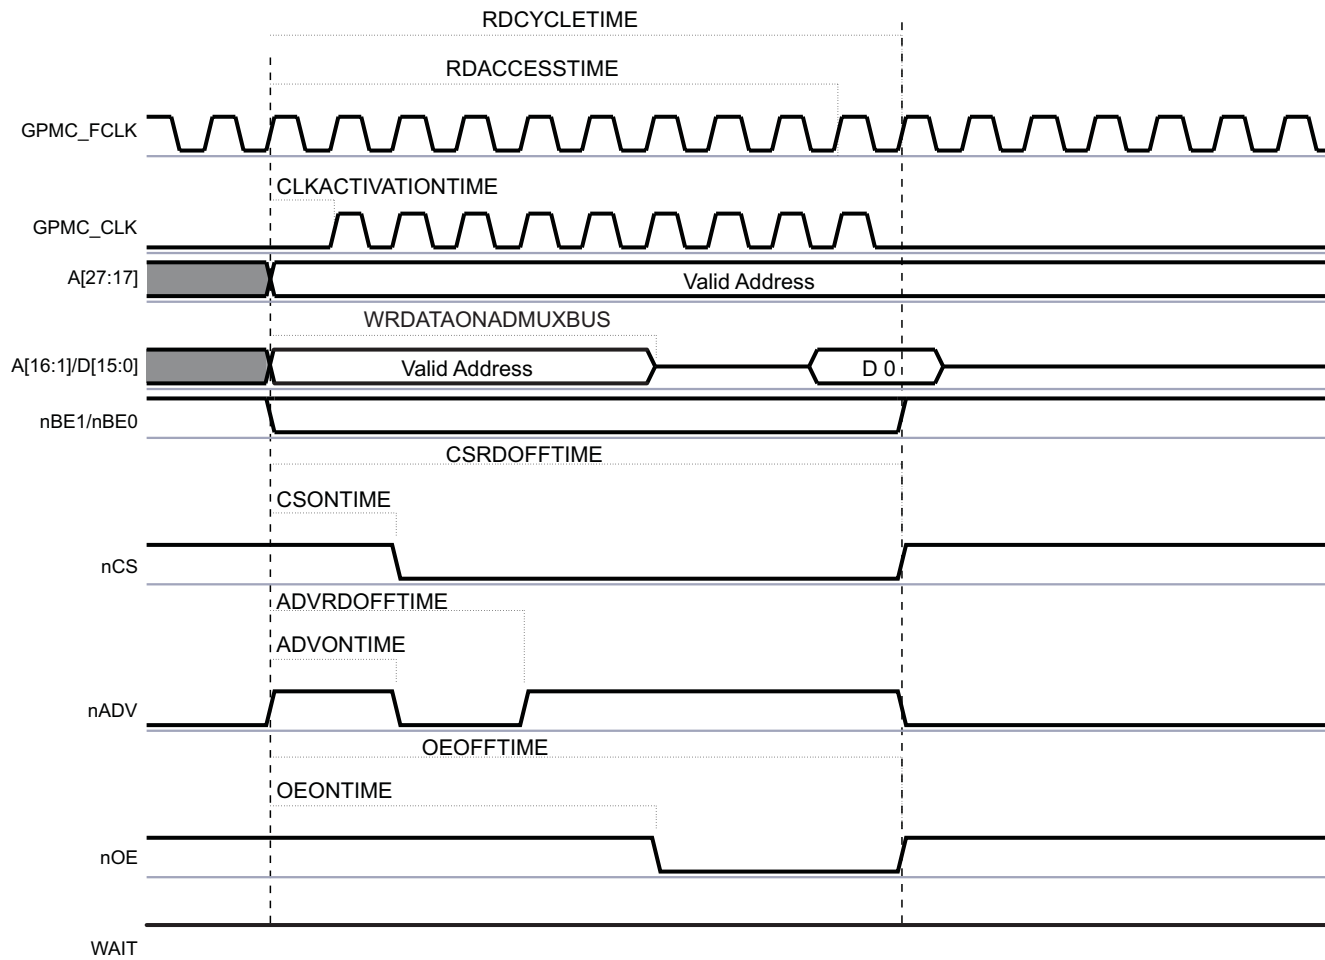 RDCYCLETIME
RDACCESSTIME
GPMC_FCLK
CLKACTIVATIONTIME
GPMC_CLK
A[27:17]
Valid Address
WRDATAONADMUXBUS
A[16:1]/D[15:0]
Valid Address
D 0
nBE1/nBE0
CSRDOFFTIME
CSONTIME
nCS
ADVRDOFFTIME
ADVONTIME
nADV
OEOFFTIME
OEONTIME
nOE
WAIT